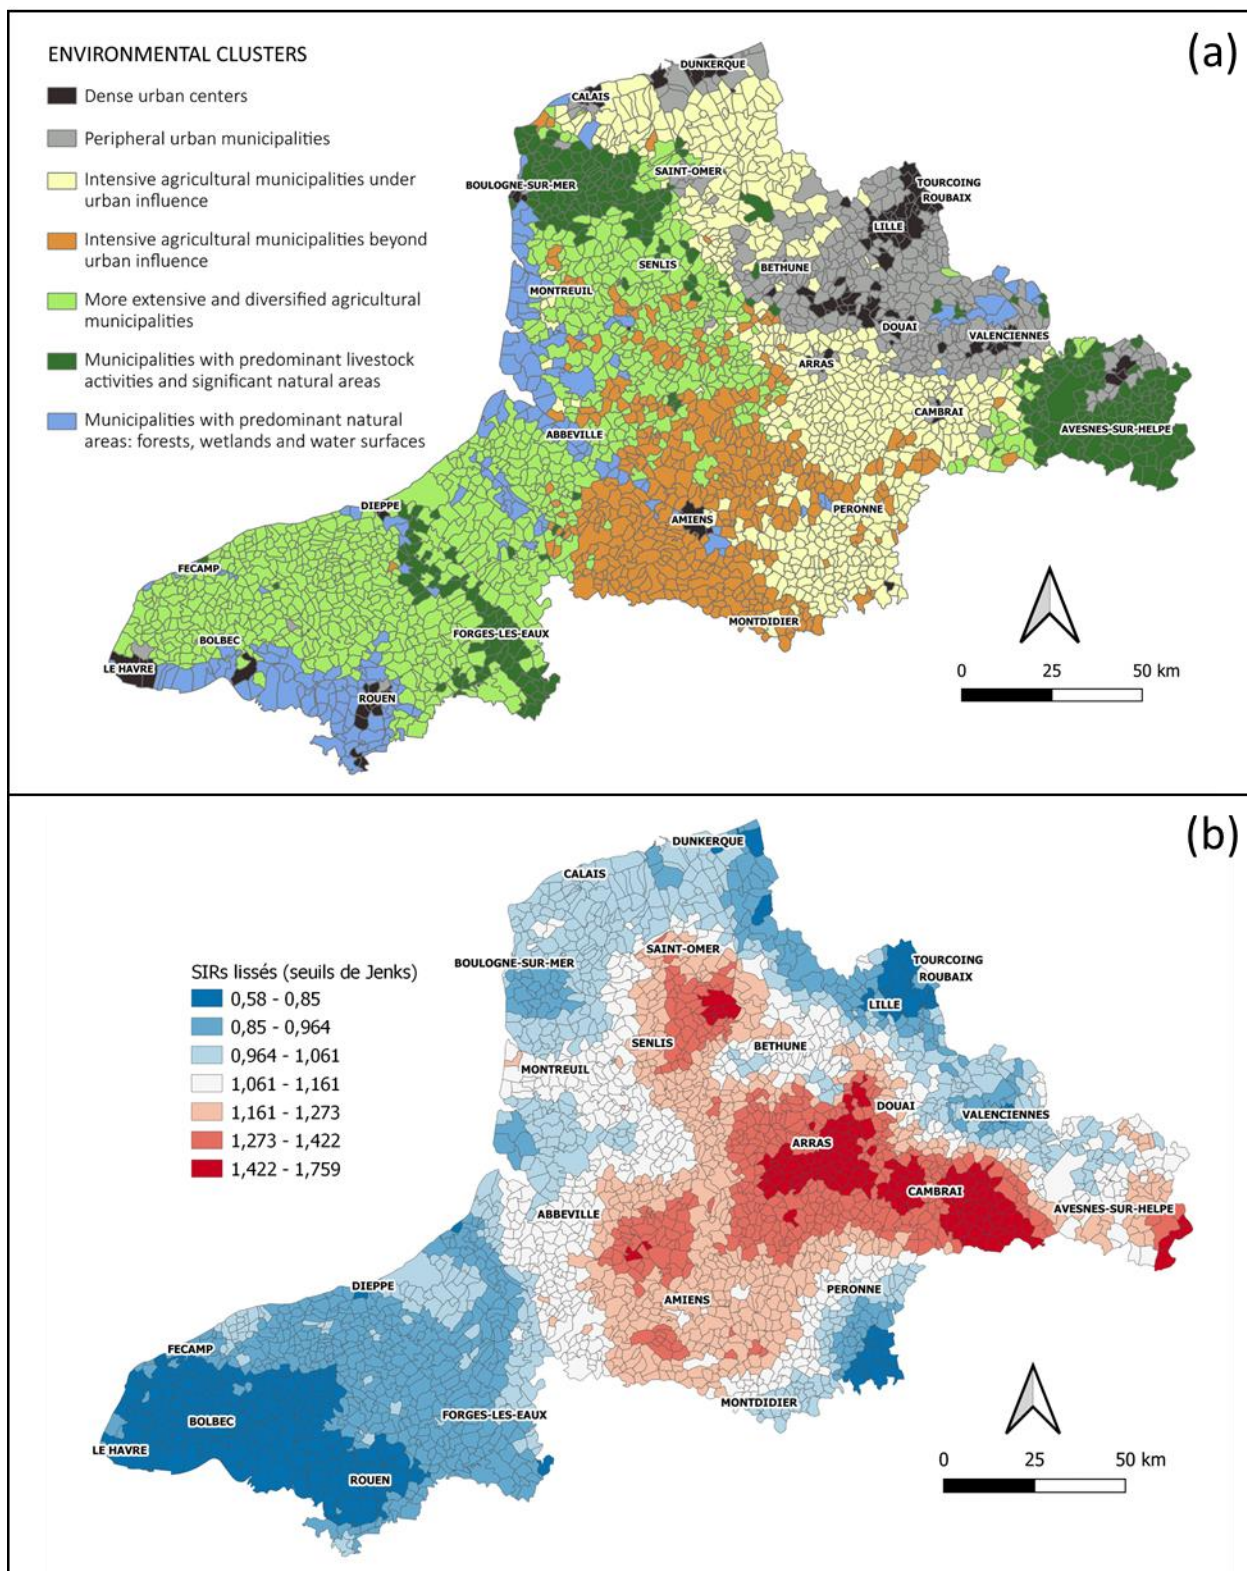 (a)
ENVIRONMENTAL CLUSTERS
Dense urban centers
Peripheral urban municipalities
Intensive agricultural municipalities under
urban influence
Intensive agricultural municipalities beyond
urban influence
More extensive and diversified agricultural
municipalities
Municipalities with predominant livestock
activities and significant natural areas
Municipalities with predominant natural
areas: forests, wetlands and water surfaces
DUNKERQUE
CALAIS
SAINT-OMER
BOULOGNE-SUR-MER
TOURCOING
ROUBAIX
LILLE
SENLIS
BETHUNE
MONTREUIL
DOUAI
VALENCIENNES
ARRAS
CAMBRAI
AVESNES-SUR-HELPE
ABBEVILLE
DIEPPE
AMIENS
PERONNE
FECAMP
MONTDIDIER
BOLBEC
FORGES-LES-EAUX
LE HAVRE
ROUEN
0 25 50 km
(b)
SIRs lissés (seuils de Jenks)
0,58 - 0,85
0,85 - 0,964
0,964 - 1,061
1,061 - 1,161
1,161 - 1,273
1,273 - 1,422
1,422 - 1,759
DUNKERQUE
CALAIS
SAINT-OMER
BOULOGNE-SUR-MER
TOURCOING
ROUBAIX
LILLE
SENLIS
BETHUNE
MONTREUIL
DOUAI
VALENCIENNES
ARRAS
CAMBRAI
AVESNES-SUR-HELPE
ABBEVILLE
DIEPPE
AMIENS
PERONNE
FECAMP
MONTDIDIER
BOLBEC
FORGES-LES-EAUX
LE HAVRE
ROUEN
0 25 50 km